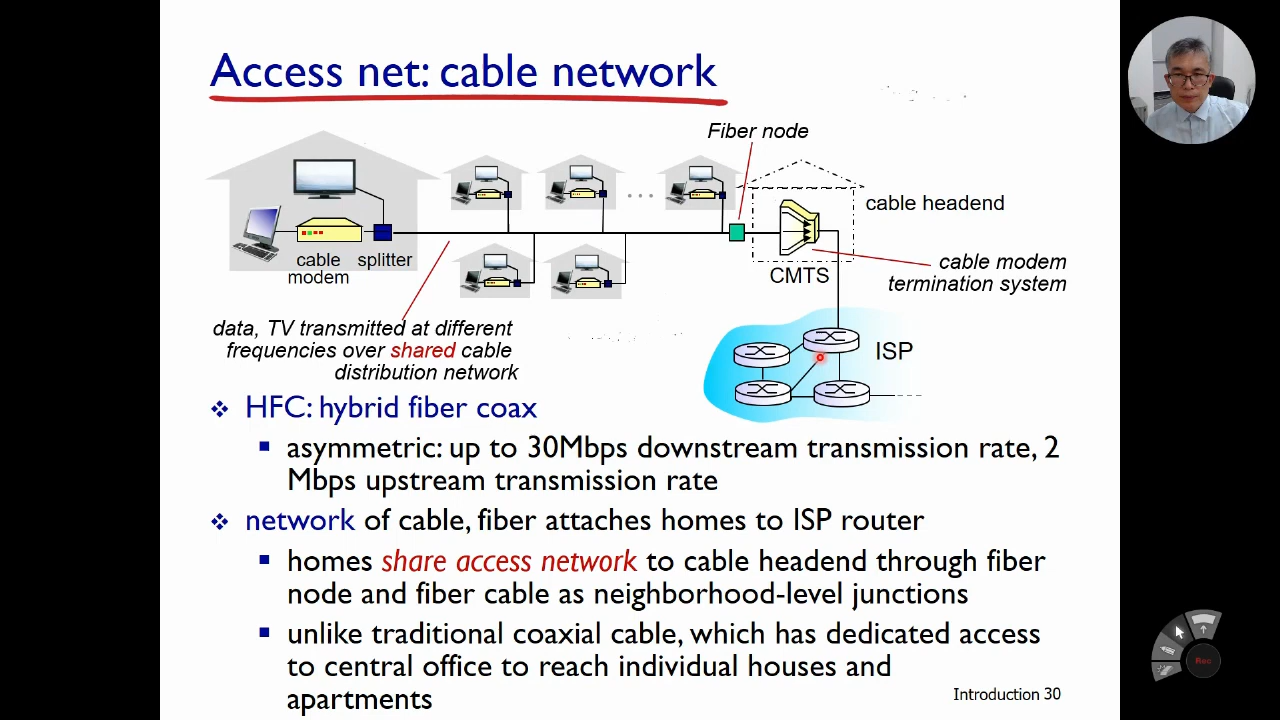 Access net: cable network
Fiber node
cable headend
cable modem
termination system
CMTS
cable
modem
splitter
data, TV transmitted at different
frequencies over shared cable
distribution network
ISP
❖ HFC: hybrid fiber coax
▪ asymmetric: up to 30Mbps downstream transmission rate, 2
Mbps upstream transmission rate
❖ network of cable, fiber attaches homes to ISP router
▪ homes share access network to cable headend through fiber
node and fiber cable as neighborhood-level junctions
▪ unlike traditional coaxial cable, which has dedicated access
to central office to reach individual houses and
apartments
Introduction 30
Rec